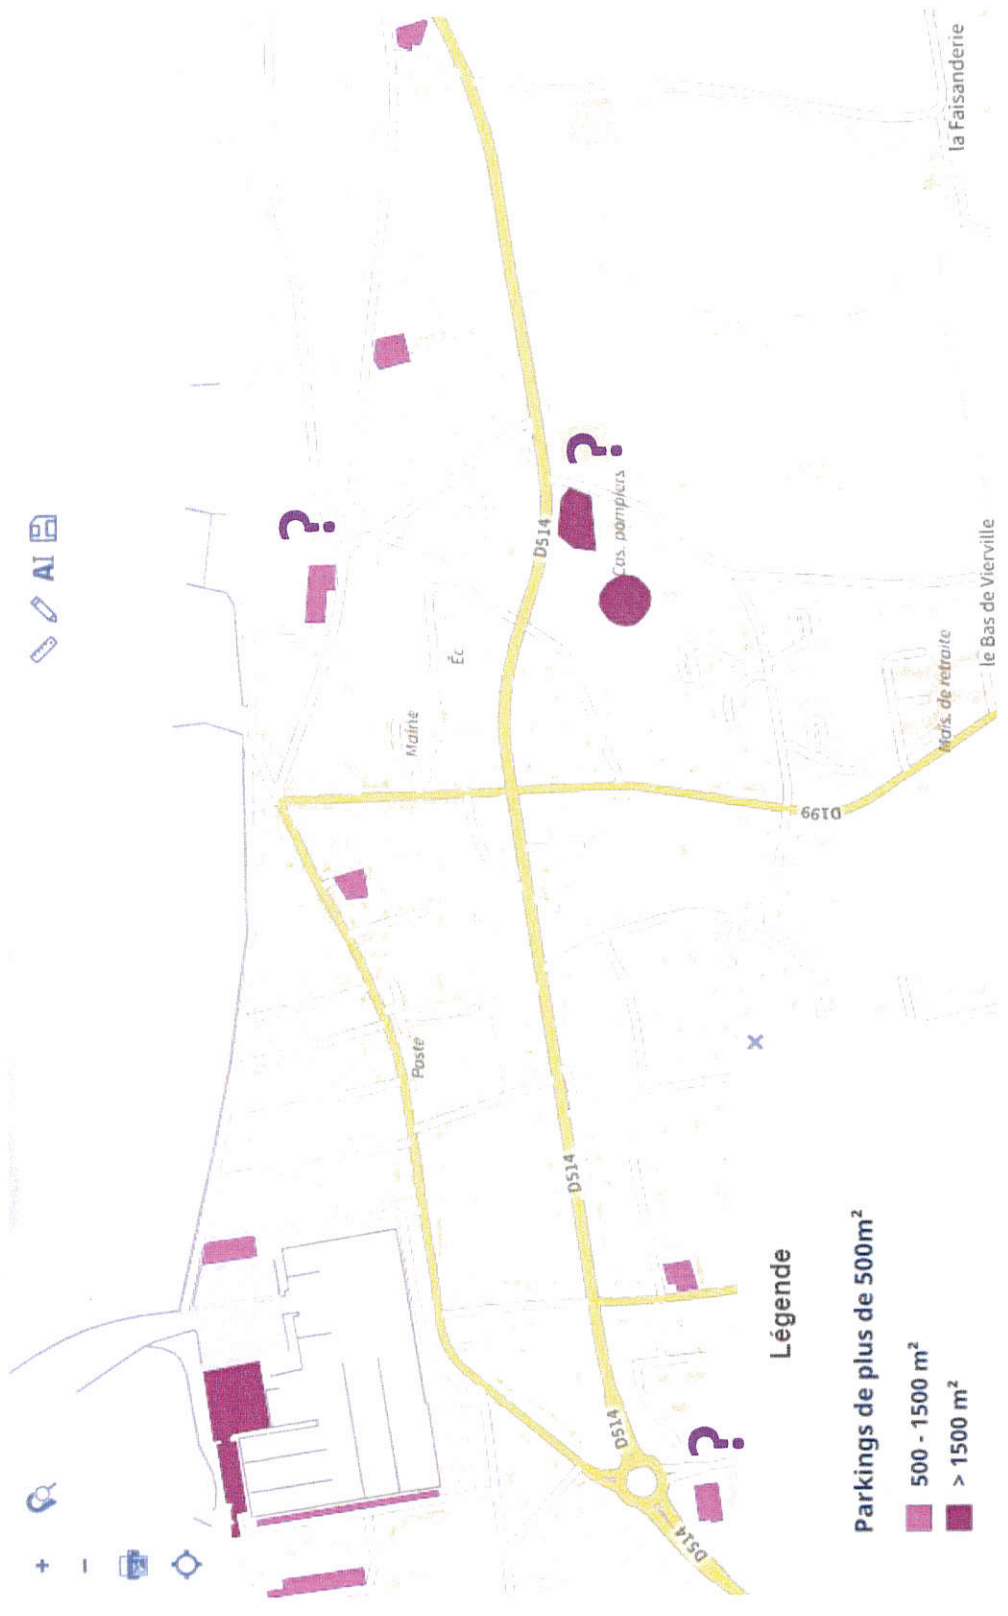 AI
?
?
?
la Faisanderie
D514
Cas. pompiers
Éc.
Mairie
Mais. de retraite
le Bas de Vierville
D199
Poste
D514
D514
D514
Légende
Parkings de plus de 500m²
500 - 1500 m²
> 1500 m²